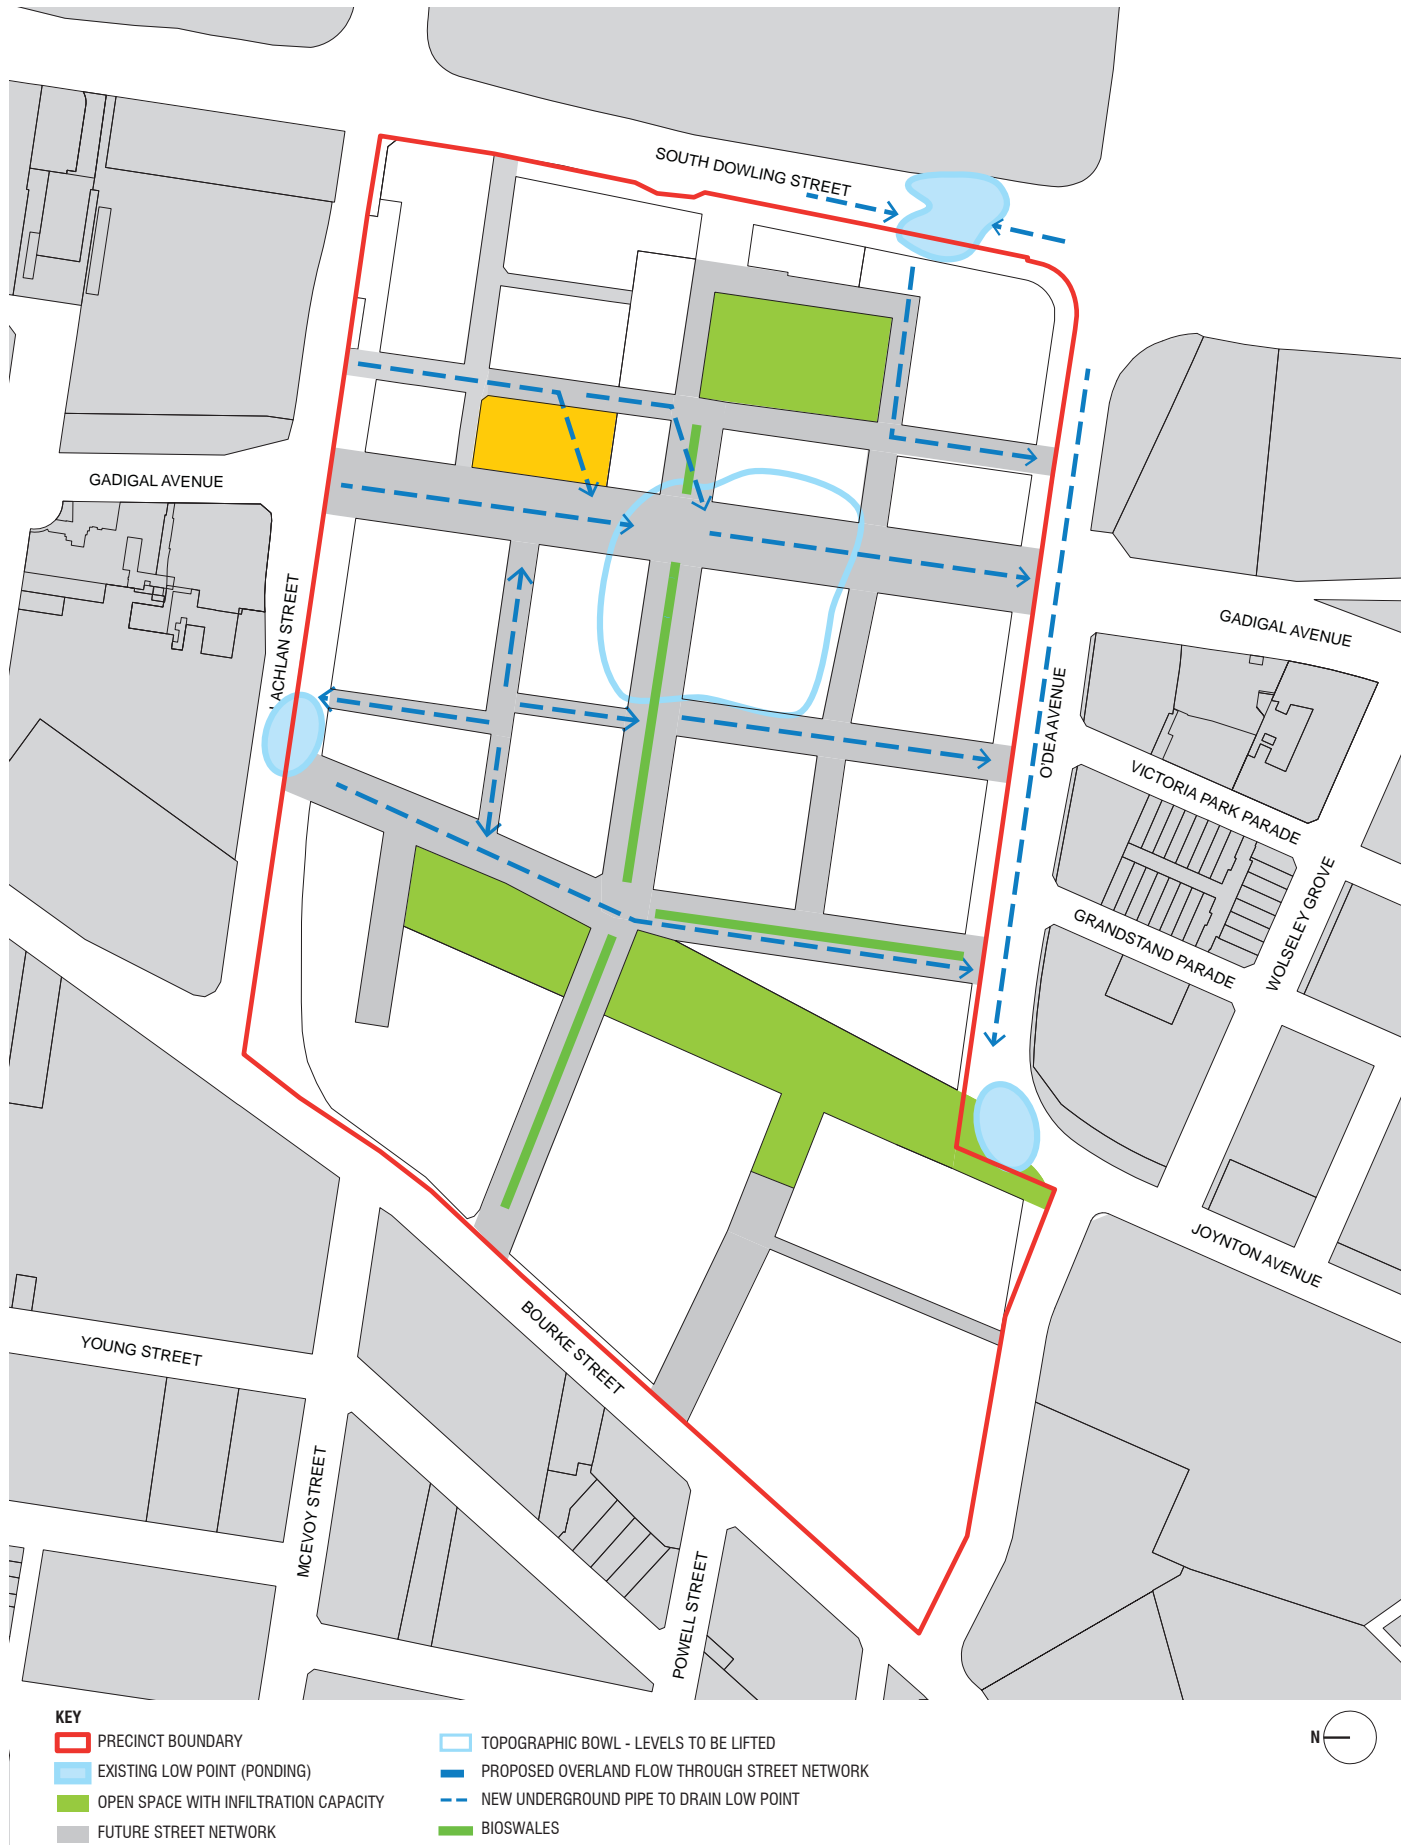 SOUTH DOWLING STREET
GADIGAL AVENUE
LACHLAN STREET
GADIGAL AVENUE
O'DEA AVENUE
VICTORIA PARK PARADE
WOLSELEY GROVE
GRANDSTAND PARADE
JOYNTON AVENUE
BOURKE STREET
YOUNG STREET
MCEVOY STREET
POWELL STREET
KEY
PRECINCT BOUNDARY
EXISTING LOW POINT (PONDING)
OPEN SPACE WITH INFILTRATION CAPACITY
FUTURE STREET NETWORK
TOPOGRAPHIC BOWL - LEVELS TO BE LIFTED
PROPOSED OVERLAND FLOW THROUGH STREET NETWORK
NEW UNDERGROUND PIPE TO DRAIN LOW POINT
BIOSWALES
N